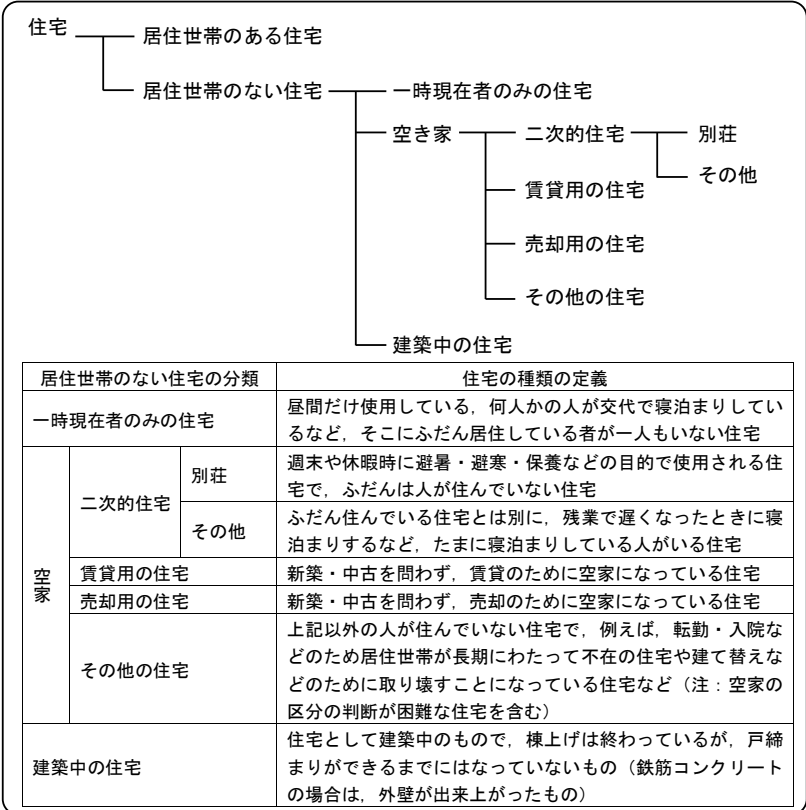 住宅
居住世帯のある住宅
居住世帯のない住宅
一時現在者のみの住宅
空き家
二次的住宅
別荘
その他
賃貸用の住宅
売却用の住宅
その他の住宅
建築中の住宅
居住世帯のない住宅の分類
住宅の種類の定義
一時現在者のみの住宅
昼間だけ使用している，何人かの人が交代で寝泊まりしてい
るなど，そこにふだん居住している者が一人もいない住宅
空家
二次的住宅
別荘
週末や休暇時に避暑・避寒・保養などの目的で使用される住
宅で，ふだんは人が住んでいない住宅
その他
ふだん住んでいる住宅とは別に，残業で遅くなったときに寝
泊まりするなど，たまに寝泊まりしている人がいる住宅
賃貸用の住宅
新築・中古を問わず，賃貸のために空家になっている住宅
売却用の住宅
新築・中古を問わず，売却のために空家になっている住宅
その他の住宅
上記以外の人が住んでいない住宅で，例えば，転勤・入院な
どのため居住世帯が長期にわたって不在の住宅や建て替えな
どのために取り壊すことになっている住宅など（注：空家の
区分の判断が困難な住宅を含む）
建築中の住宅
住宅として建築中のもので，棟上げは終わっているが，戸締
まりができるまでにはなっていないもの（鉄筋コンクリート
の場合は，外壁が出来上がったもの）